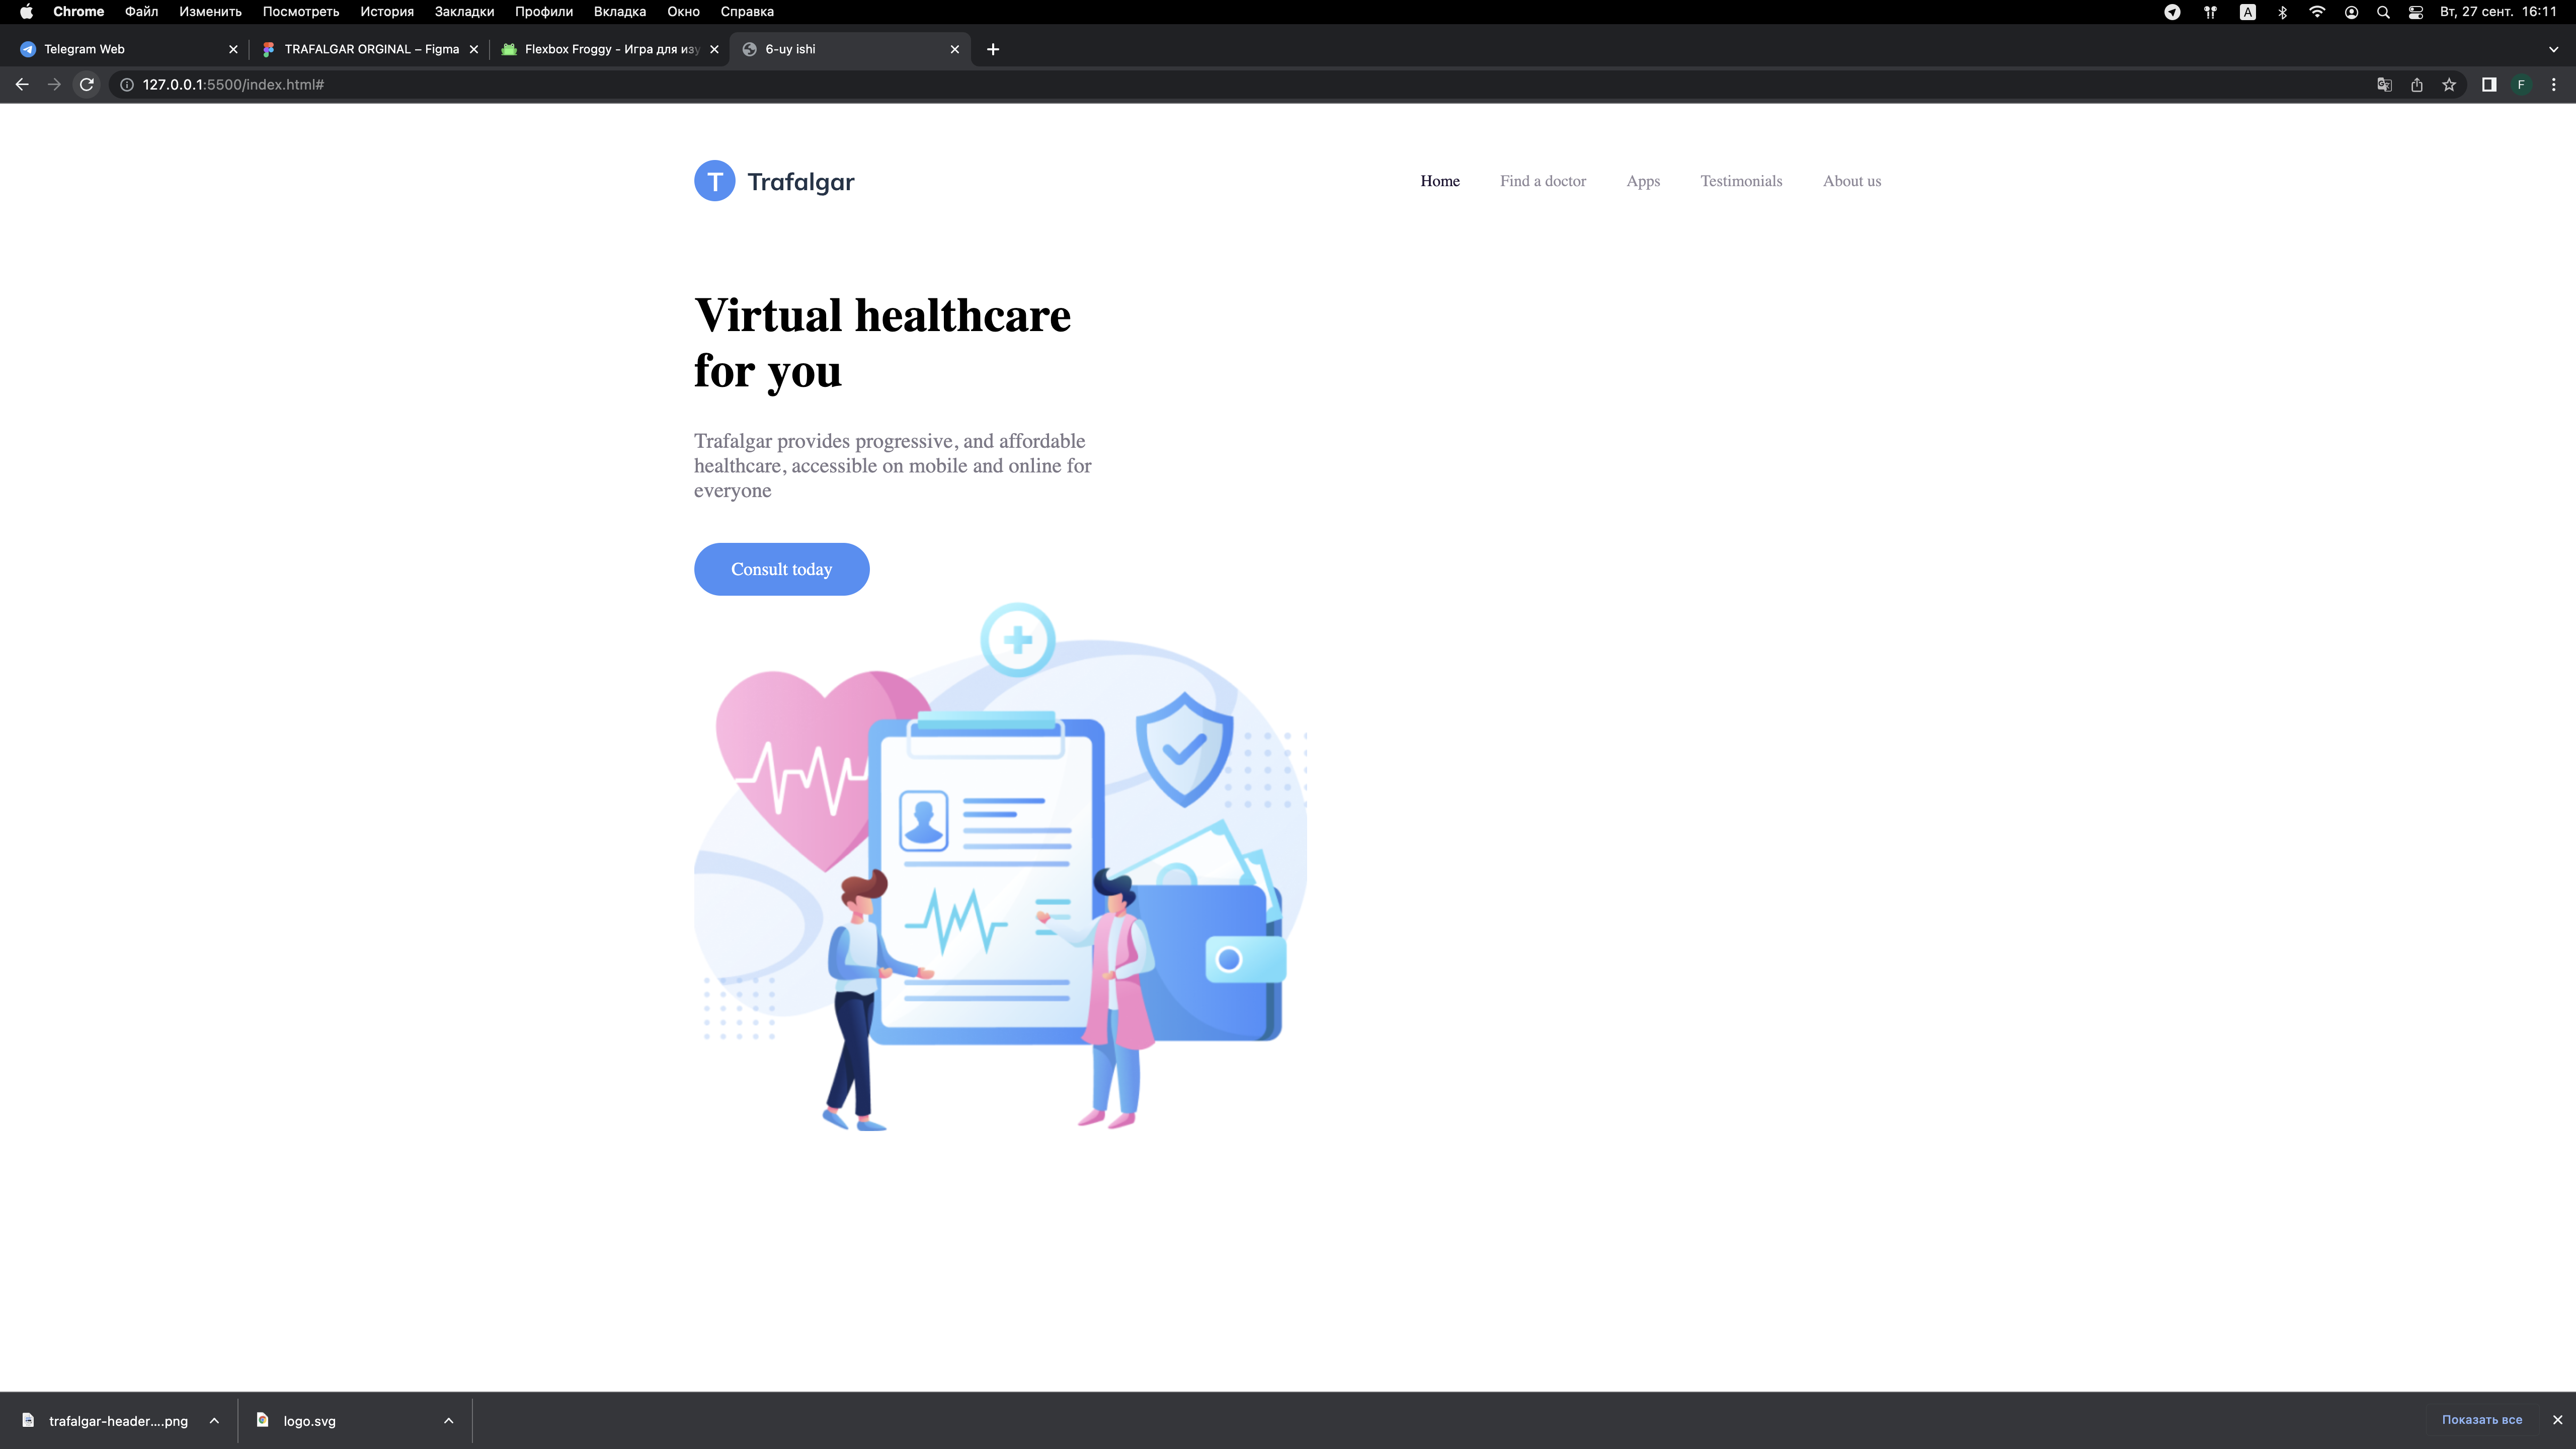 Chrome Файл Изменить Посмотреть История Закладки Профили Вкладка Окно Справка A Вт, 27 сент. 16:11
Telegram Web TRAFALGAR ORGINAL – Figma Flexbox Froggy - Игра для изу 6-uy ishi
127.0.0.1:5500/index.html# F
T Trafalgar Home Find a doctor Apps Testimonials About us
Virtual healthcare
for you
Trafalgar provides progressive, and affordable
healthcare, accessible on mobile and online for
everyone
Consult today
trafalgar-header....png logo.svg Показать все